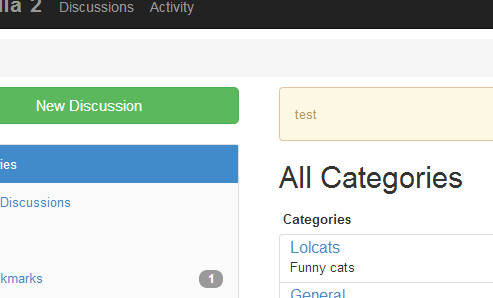 lla 2 Discussions Activity
New Discussion
test
ies
All Categories
Discussions
Categories
Lolcats
Funny cats
kmarks 1
General